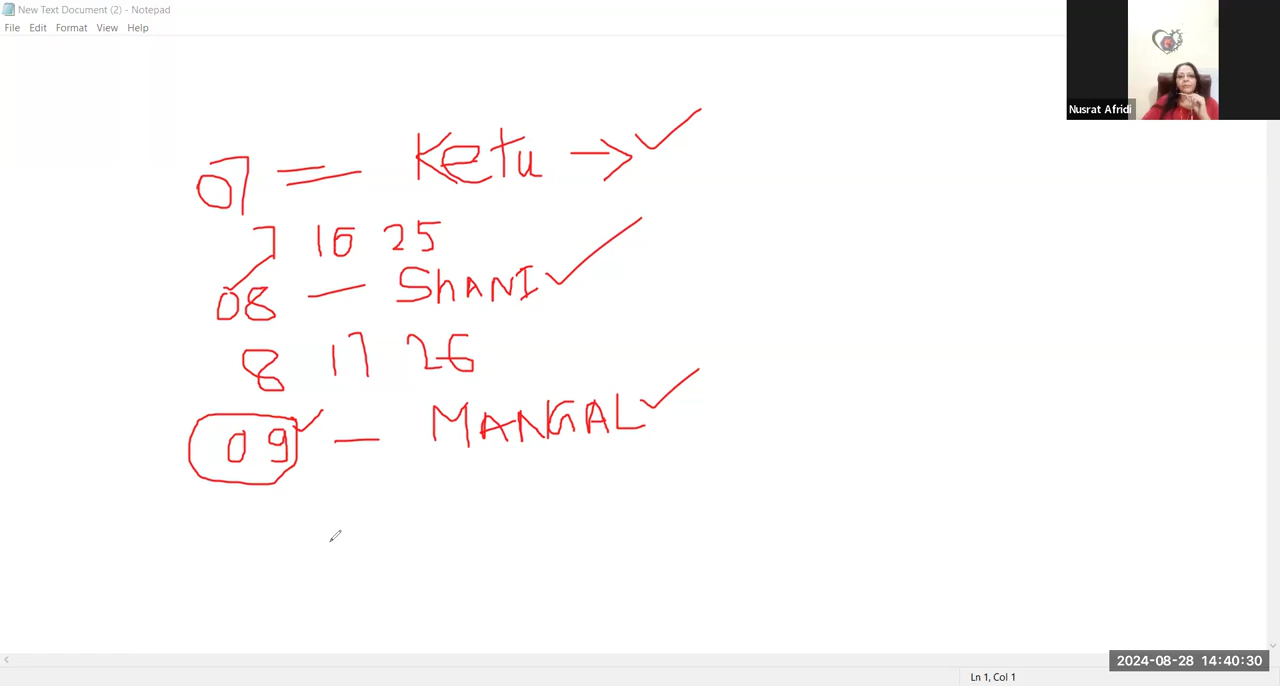 New Text Document (2) - Notepad
File Edit Format View Help
Nusrat Afridi
07 = Ketu →✓
7 16 25
08 — ShANI ✓
8 17 26
09 ✓ — MANGAL ✓
2024-08-28 14:40:30
Ln 1, Col 1